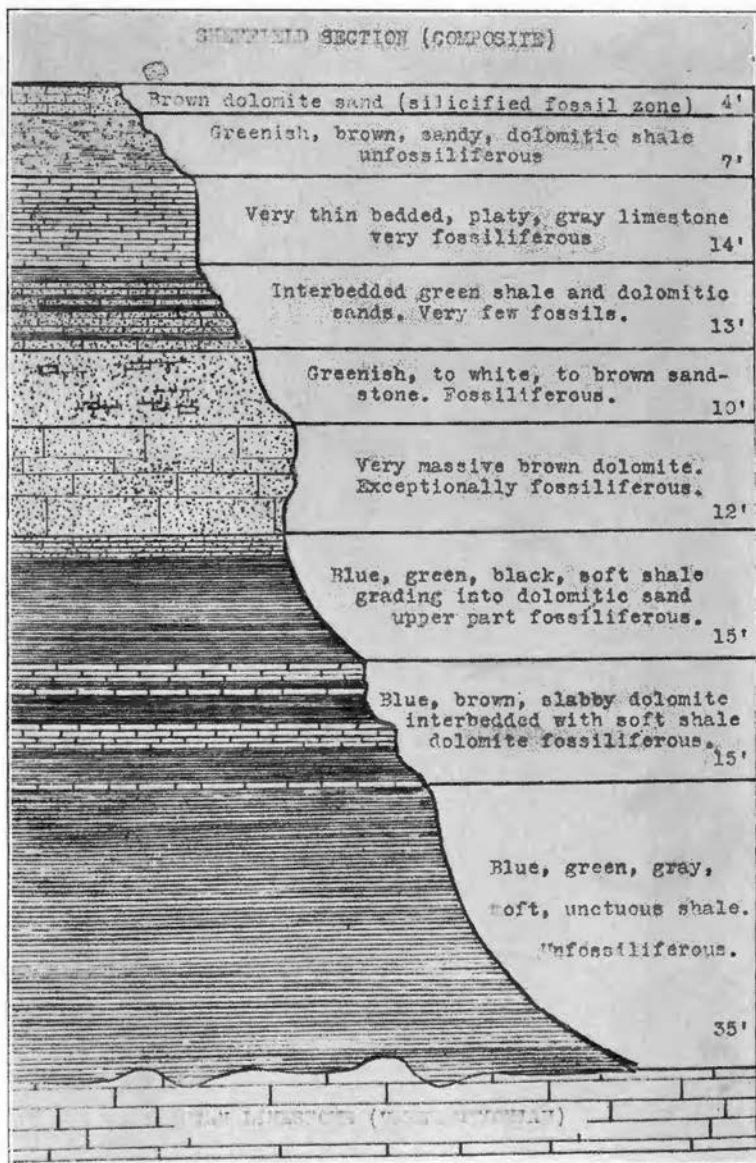 SHEFFIELD SECTION (COMPOSITE)
Brown dolomite sand (silicified fossil zone) 4'
Greenish, brown, sandy, dolomitic shale
unfossiliferous
7'
Very thin bedded, platy, gray limestone
very fossiliferous
14'
Interbedded green shale and dolomitic
sands. Very few fossils.
13'
Greenish, to white, to brown sand-
stone. Fossiliferous.
10'
Very massive brown dolomite.
Exceptionally fossiliferous.
12'
Blue, green, black, soft shale
grading into dolomitic sand
upper part fossiliferous.
15'
Blue, brown, slabby dolomite
interbedded with soft shale
dolomite fossiliferous.
15'
Blue, green, gray,
soft, unctuous shale.
Unfossiliferous.
35'
LIMESTONE